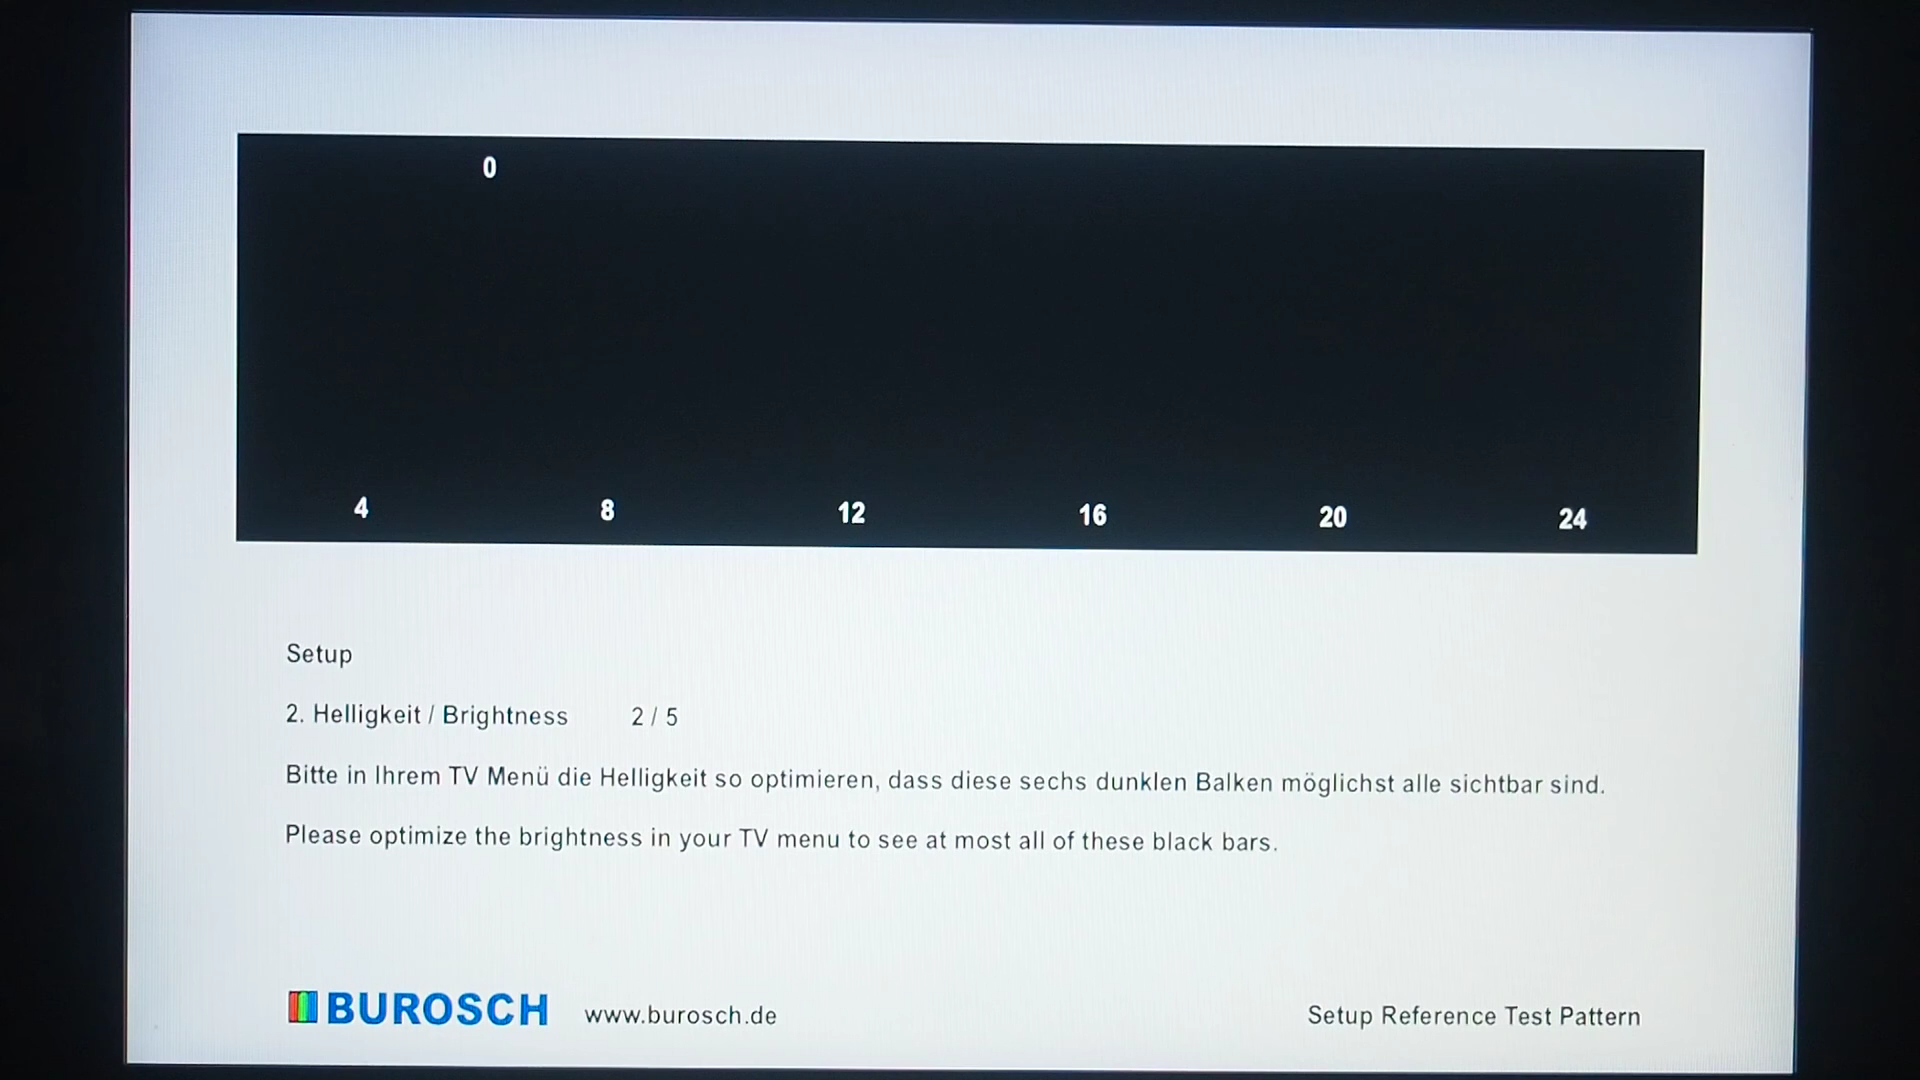 0
4 8 12 16 20 24
Setup
2. Helligkeit / Brightness 2 / 5
Bitte in Ihrem TV Menü die Helligkeit so optimieren, dass diese sechs dunklen Balken möglichst alle sichtbar sind.
Please optimize the brightness in your TV menu to see at most all of these black bars.
BUROSCH www.burosch.de Setup Reference Test Pattern